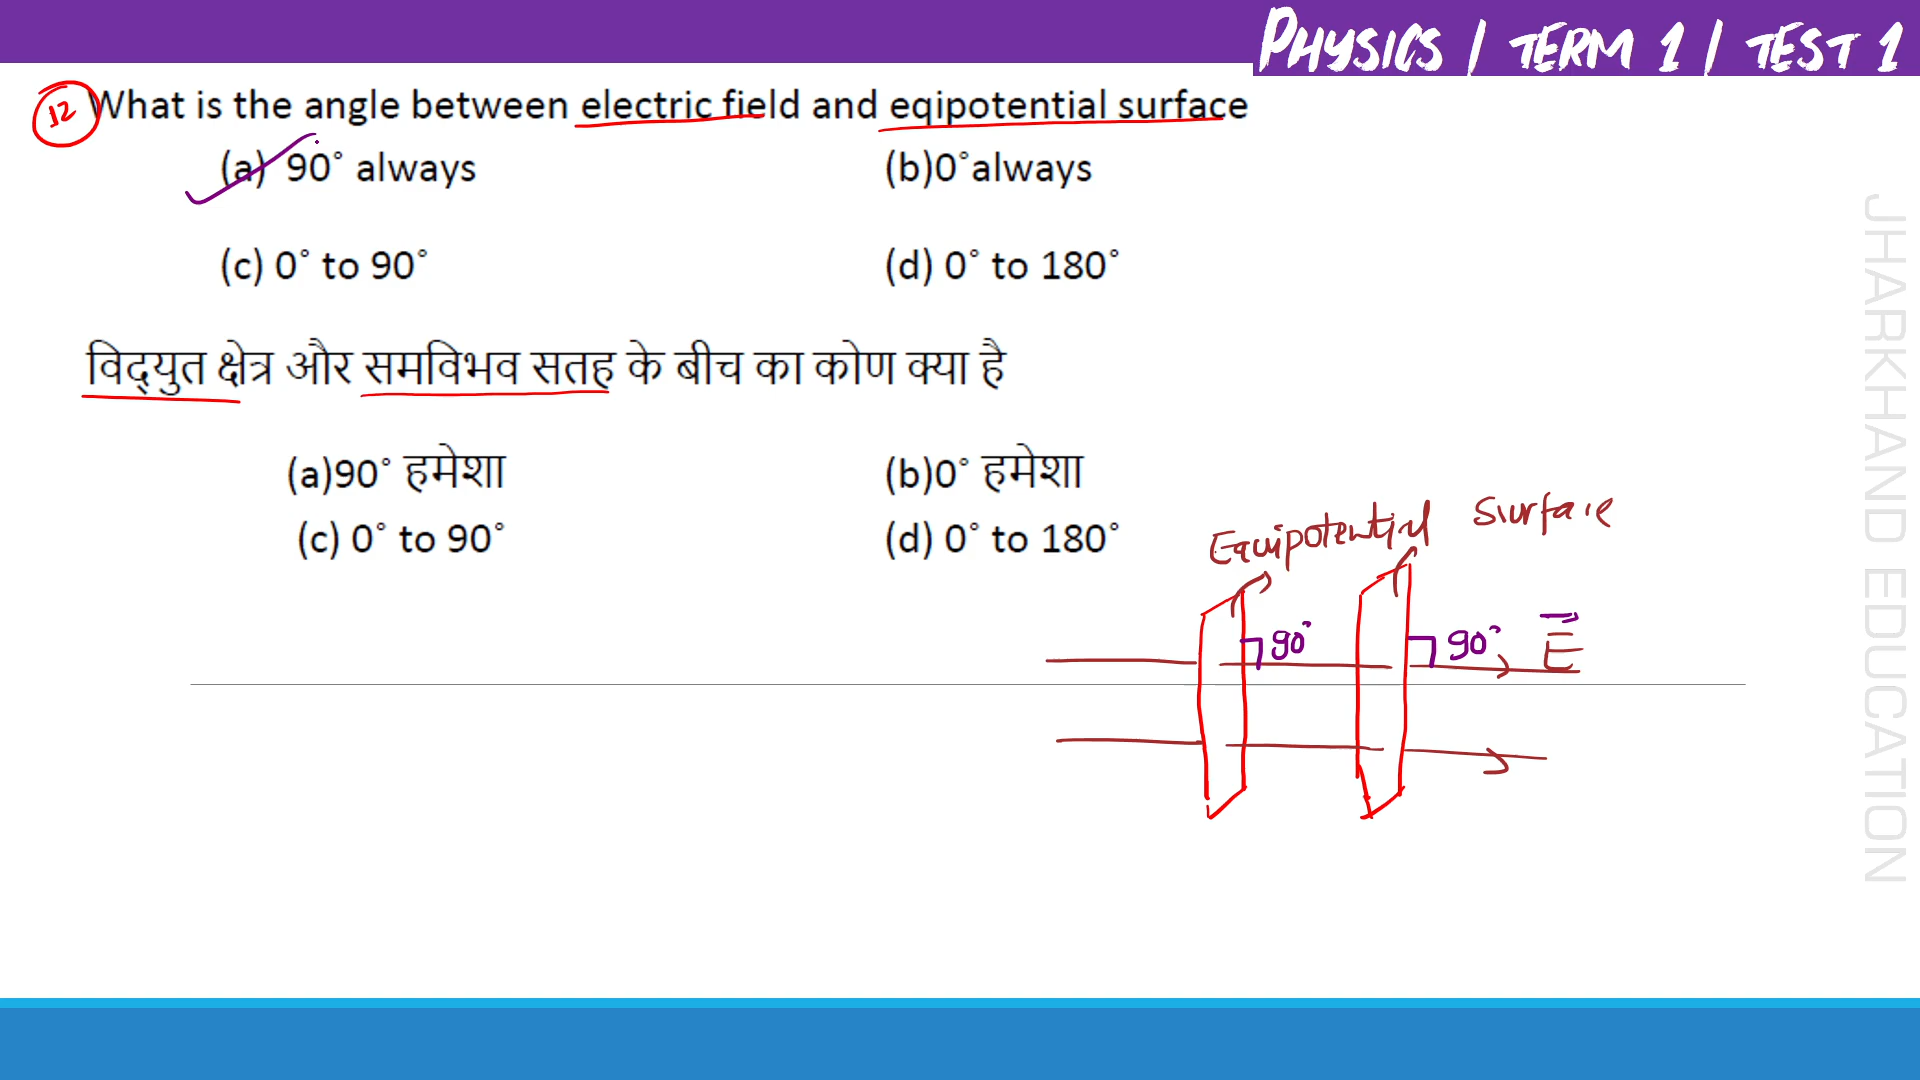 PHYSICS | TERM 1 | TEST 1
12 What is the angle between electric field and eqipotential surface
(a) 90° always (b)0°always
(c) 0° to 90° (d) 0° to 180°
विद्युत क्षेत्र और समविभव सतह के बीच का कोण क्या है
(a)90° हमेशा (b)0° हमेशा
(c) 0° to 90° (d) 0° to 180°
Equipotential Surface
90° 90° E
JHARKHAND EDUCATION